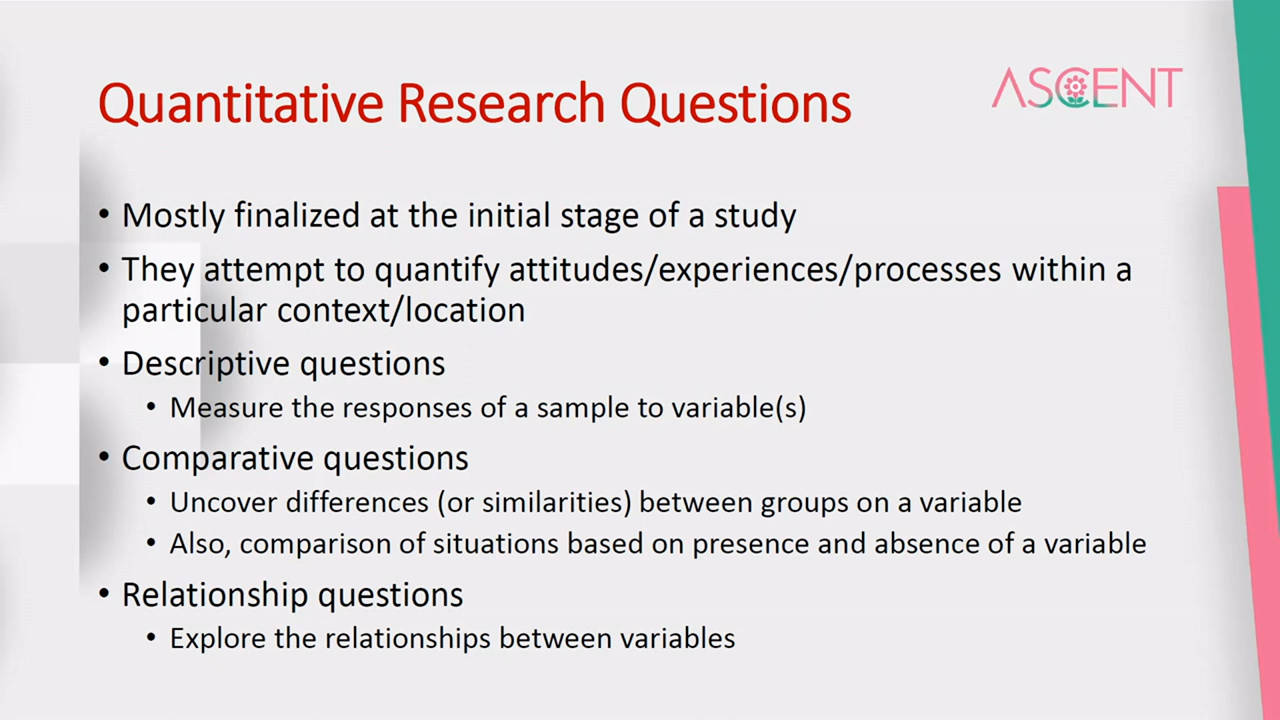 Quantitative Research Questions
ASCENT
• Mostly finalized at the initial stage of a study
• They attempt to quantify attitudes/experiences/processes within a
particular context/location
• Descriptive questions
• Measure the responses of a sample to variable(s)
• Comparative questions
• Uncover differences (or similarities) between groups on a variable
• Also, comparison of situations based on presence and absence of a variable
• Relationship questions
• Explore the relationships between variables